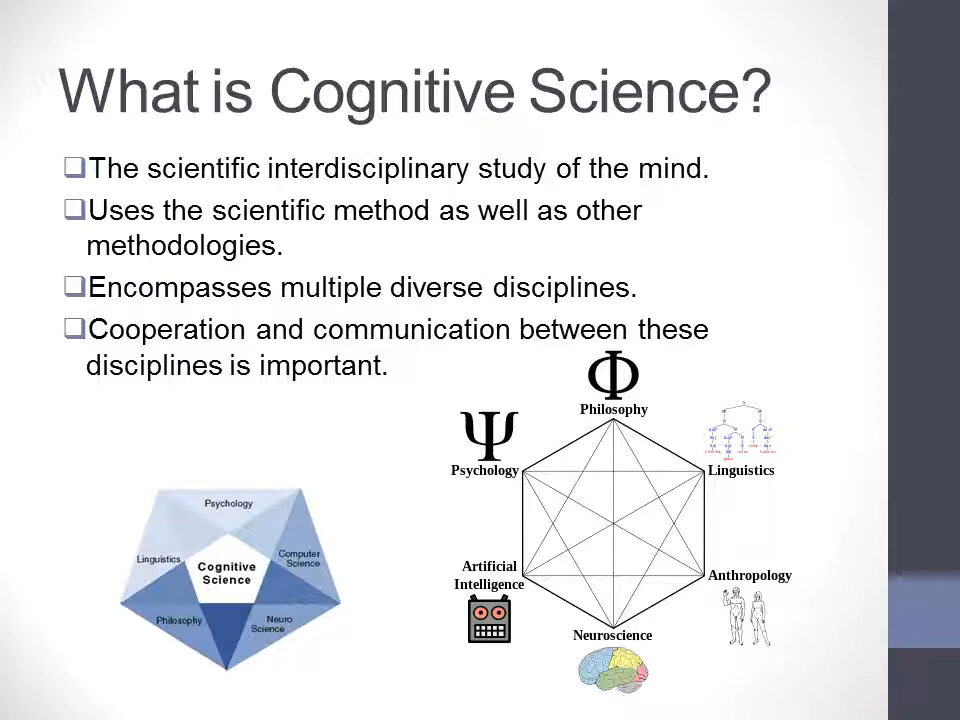 What is Cognitive Science?
The scientific interdisciplinary study of the mind.
Uses the scientific method as well as other
methodologies.
Encompasses multiple diverse disciplines.
Cooperation and communication between these
disciplines is important.
Φ
Philosophy
Ψ
Psychology
Linguistics
Artificial
Intelligence
Anthropology
Neuroscience
Psychology
Linguistics
Computer
Science
Cognitive
Science
Philosophy
Neuro
Science